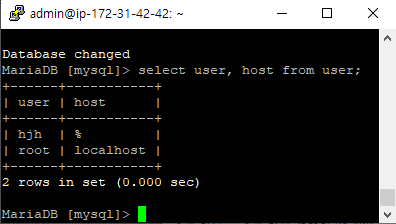 admin@ip-172-31-42-42: ~
Database changed
MariaDB [mysql]> select user, host from user;
+------+-----------+
| user | host      |
+------+-----------+
| hjh  | %         |
| root | localhost |
+------+-----------+
2 rows in set (0.000 sec)
MariaDB [mysql]>